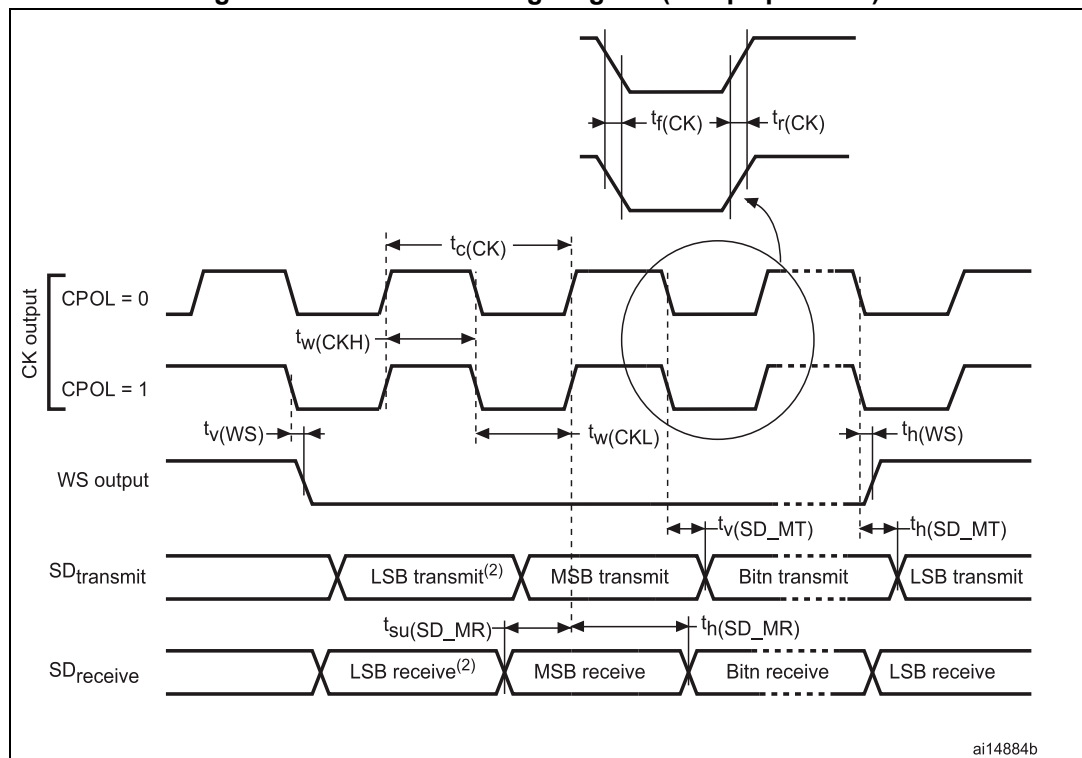 tf(CK)
tr(CK)
tc(CK)
CK output
CPOL = 0
tw(CKH)
CPOL = 1
tv(WS)
tw(CKL)
th(WS)
WS output
tv(SD_MT)
th(SD_MT)
SDtransmit
LSB transmit(2)
MSB transmit
Bitn transmit
LSB transmit
tsu(SD_MR)
th(SD_MR)
SDreceive
LSB receive(2)
MSB receive
Bitn receive
LSB receive
ai14884b